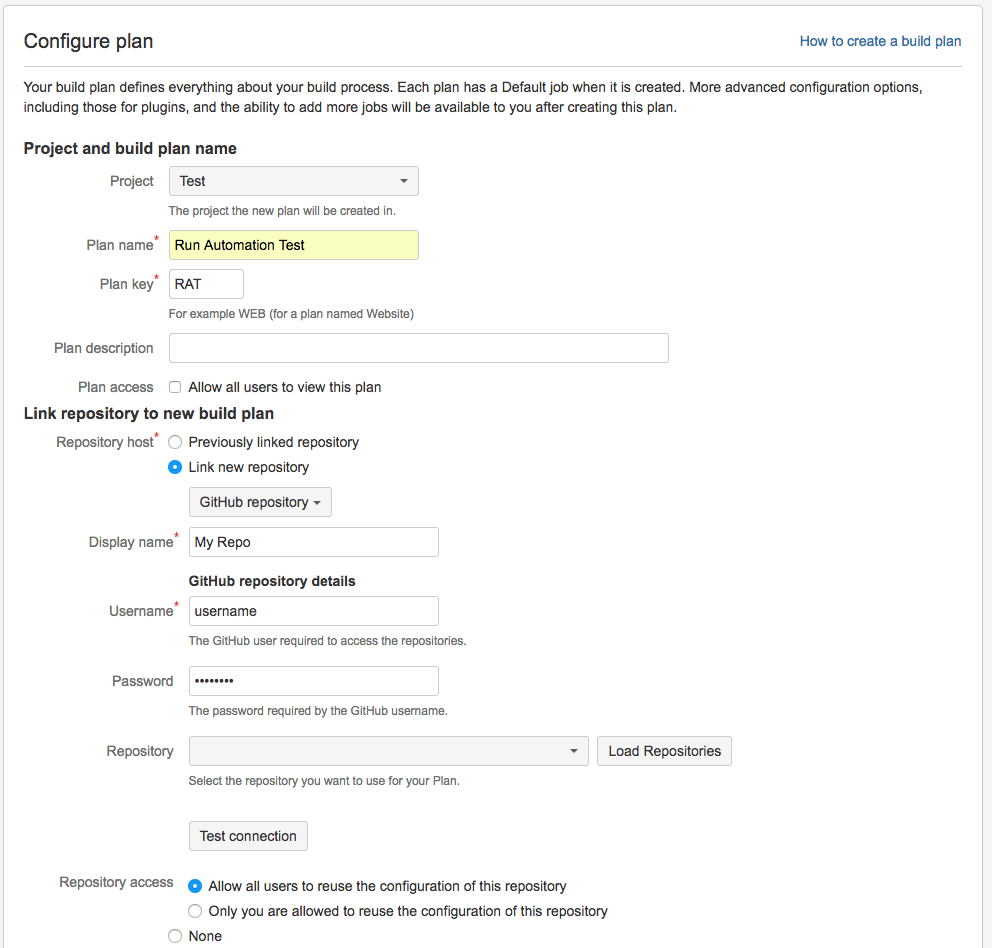 Configure plan
How to create a build plan
Your build plan defines everything about your build process. Each plan has a Default job when it is created. More advanced configuration options,
including those for plugins, and the ability to add more jobs will be available to you after creating this plan.
Project and build plan name
Project Test
The project the new plan will be created in.
Plan name* Run Automation Test
Plan key* RAT
For example WEB (for a plan named Website)
Plan description
Plan access Allow all users to view this plan
Link repository to new build plan
Repository host* Previously linked repository
Link new repository
GitHub repository
Display name* My Repo
GitHub repository details
Username* username
The GitHub user required to access the repositories.
Password ••••••••
The password required by the GitHub username.
Repository Load Repositories
Select the repository you want to use for your Plan.
Test connection
Repository access Allow all users to reuse the configuration of this repository
Only you are allowed to reuse the configuration of this repository
None